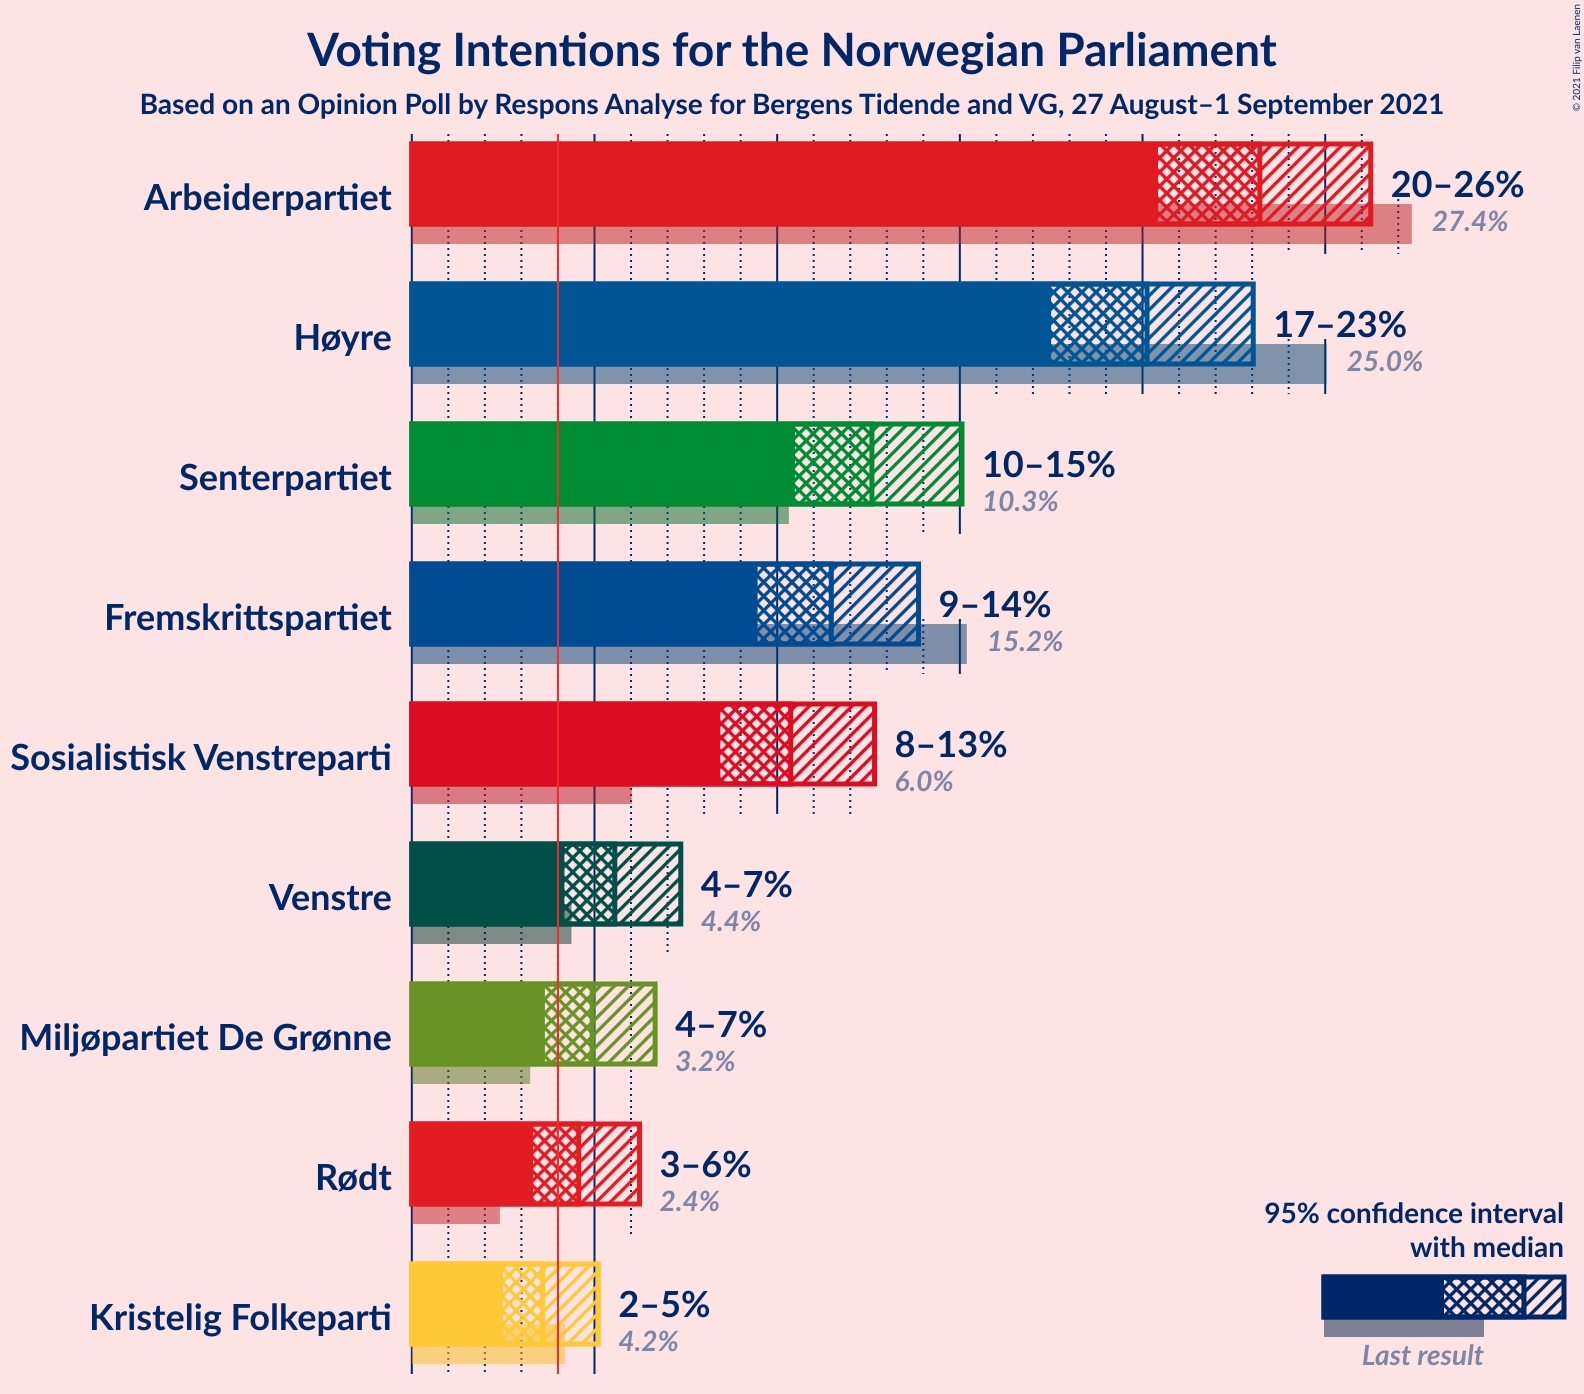 Voting Intentions for the Norwegian Parliament
Based on an Opinion Poll by Respons Analyse for Bergens Tidende and VG, 27 August–1 September 2021
© 2021 Filip van Laenen
Arbeiderpartiet
20–26%
27.4%
Høyre
17–23%
25.0%
Senterpartiet
10–15%
10.3%
Fremskrittspartiet
9–14%
15.2%
Sosialistisk Venstreparti
8–13%
6.0%
Venstre
4–7%
4.4%
Miljøpartiet De Grønne
4–7%
3.2%
Rødt
3–6%
2.4%
Kristelig Folkeparti
2–5%
4.2%
95% confidence interval
with median
Last result